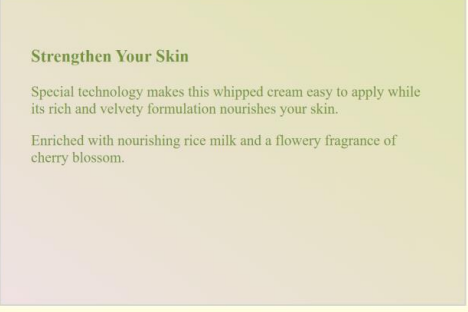 Strengthen Your Skin
Special technology makes this whipped cream easy to apply while
its rich and velvety formulation nourishes your skin.
Enriched with nourishing rice milk and a flowery fragrance of
cherry blossom.